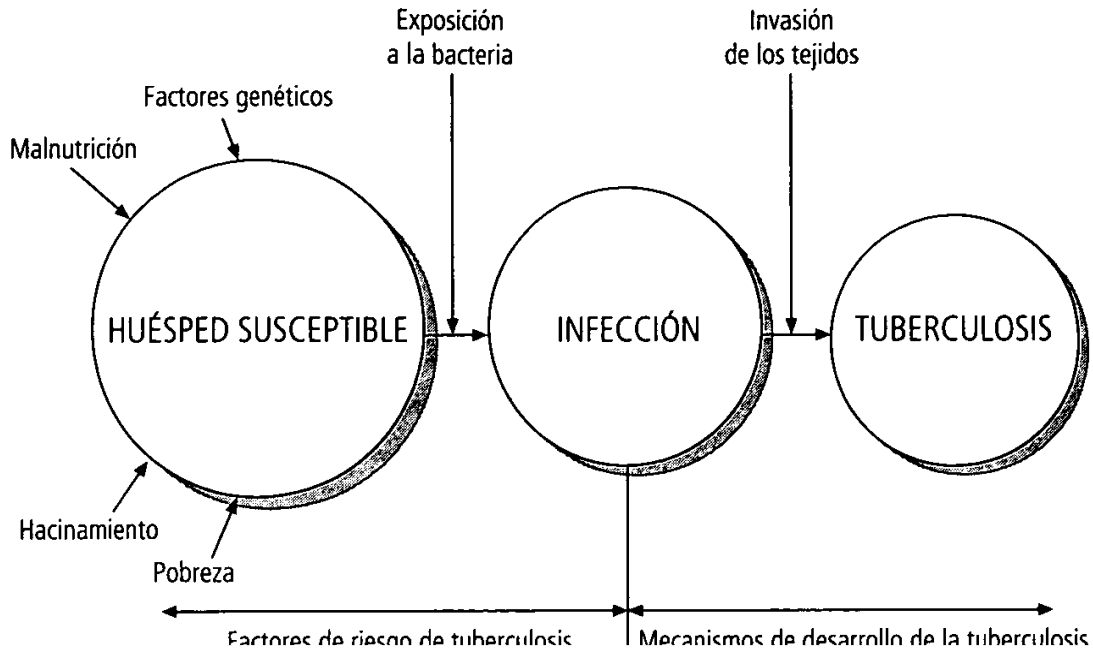 Exposición
a la bacteria
Invasión
de los tejidos
Factores genéticos
Malnutrición
HUÉSPED SUSCEPTIBLE
INFECCIÓN
TUBERCULOSIS
Hacinamiento
Pobreza
Factores de riesgo de tuberculosis
Mecanismos de desarrollo de la tuberculosis